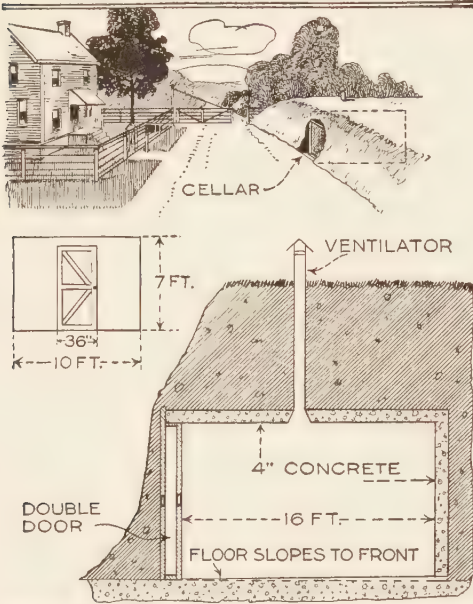 CELLAR
VENTILATOR
7 FT.
36"
10 FT.
4" CONCRETE
DOUBLE
DOOR
16 FT.
FLOOR SLOPES TO FRONT